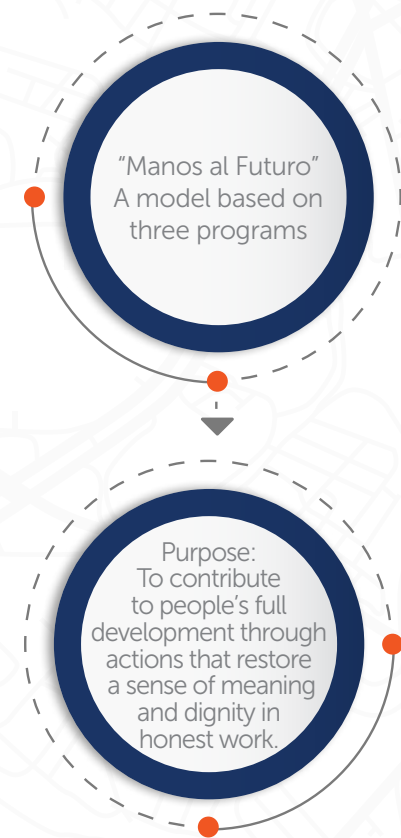 “Manos al Futuro”
A model based on
three programs
Purpose:
To contribute
to people’s full
development through
actions that restore
a sense of meaning
and dignity in
honest work.